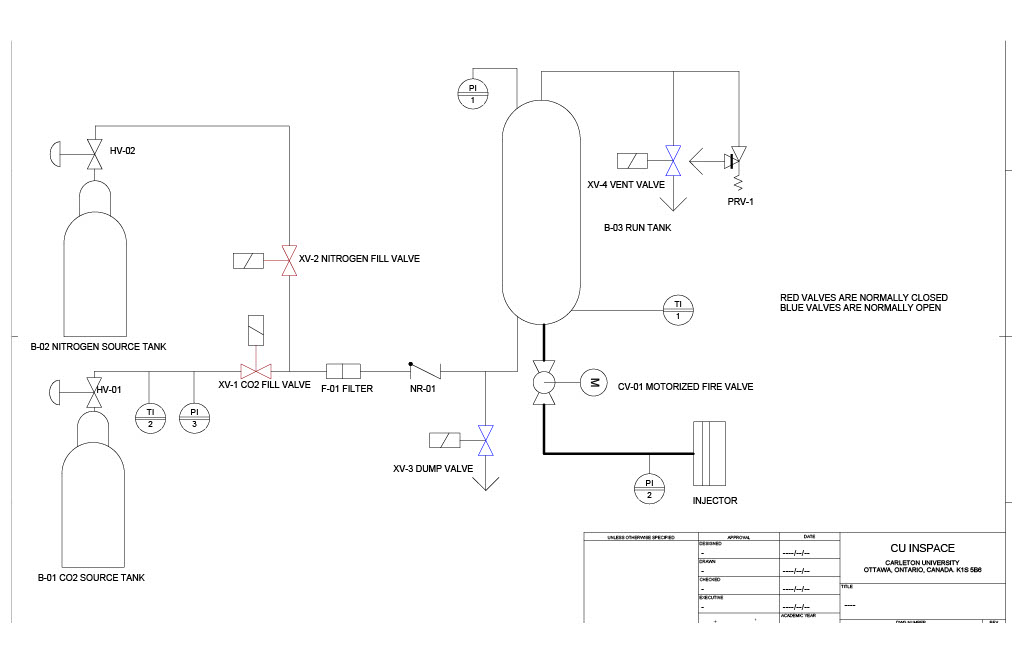 PI
1
HV-02
XV-4 VENT VALVE
PRV-1
B-03 RUN TANK
XV-2 NITROGEN FILL VALVE
RED VALVES ARE NORMALLY CLOSED
BLUE VALVES ARE NORMALLY OPEN
TI
1
B-02 NITROGEN SOURCE TANK
HV-01
XV-1 CO2 FILL VALVE
F-01 FILTER
NR-01
M
CV-01 MOTORIZED FIRE VALVE
TI
2
PI
3
XV-3 DUMP VALVE
PI
2
INJECTOR
B-01 CO2 SOURCE TANK
UNLESS OTHERWISE SPECIFIED
APPROVAL
DATE
DESIGNED
-
----/--/--
DRAWN
-
----/--/--
CHECKED
-
----/--/--
EXECUTIVE
-
----/--/--
ACADEMIC YEAR
CU INSPACE
CARLETON UNIVERSITY
OTTAWA, ONTARIO, CANADA. K1S 5B6
TITLE
----